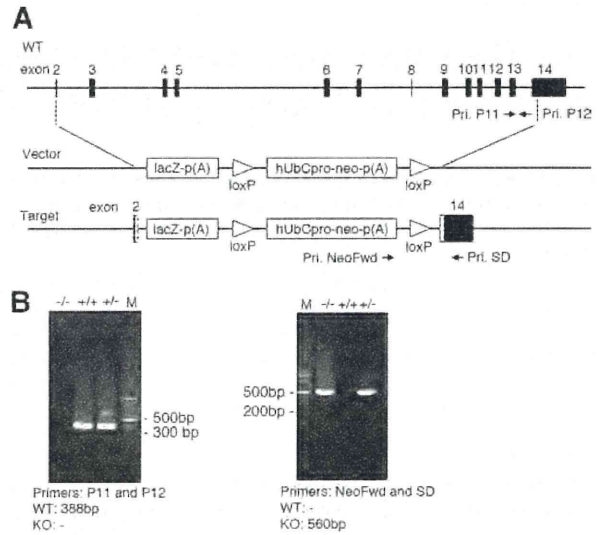 A
WT
exon 2 3 4 5 6 7 8 9 10 11 12 13 14
Pri. P11 Pri. P12
Vector
lacZ-p(A) hUbCpro-neo-p(A)
loxP loxP
Target exon 2 14
lacZ-p(A) hUbCpro-neo-p(A)
loxP loxP
Pri. NeoFwd Pri. SD
B
-/- +/+ +/- M
- 500bp
- 300 bp
Primers: P11 and P12
WT: 388bp
KO: -
M -/- +/+ +/-
500bp -
200bp -
Primers: NeoFwd and SD
WT: -
KO: 560bp